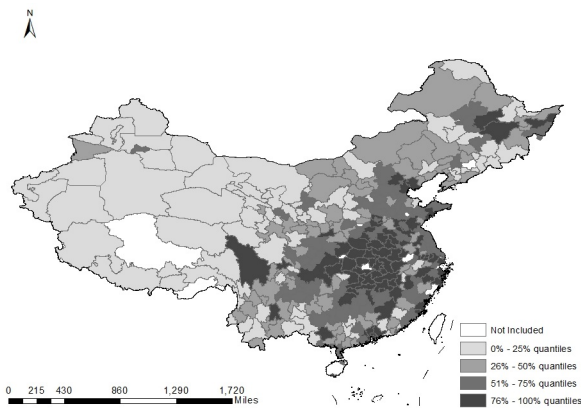 N
Not Included
0% - 25% quantiles
26% - 50% quantiles
51% - 75% quantiles
76% - 100% quantiles
0 215 430 860 1,290 1,720
Miles